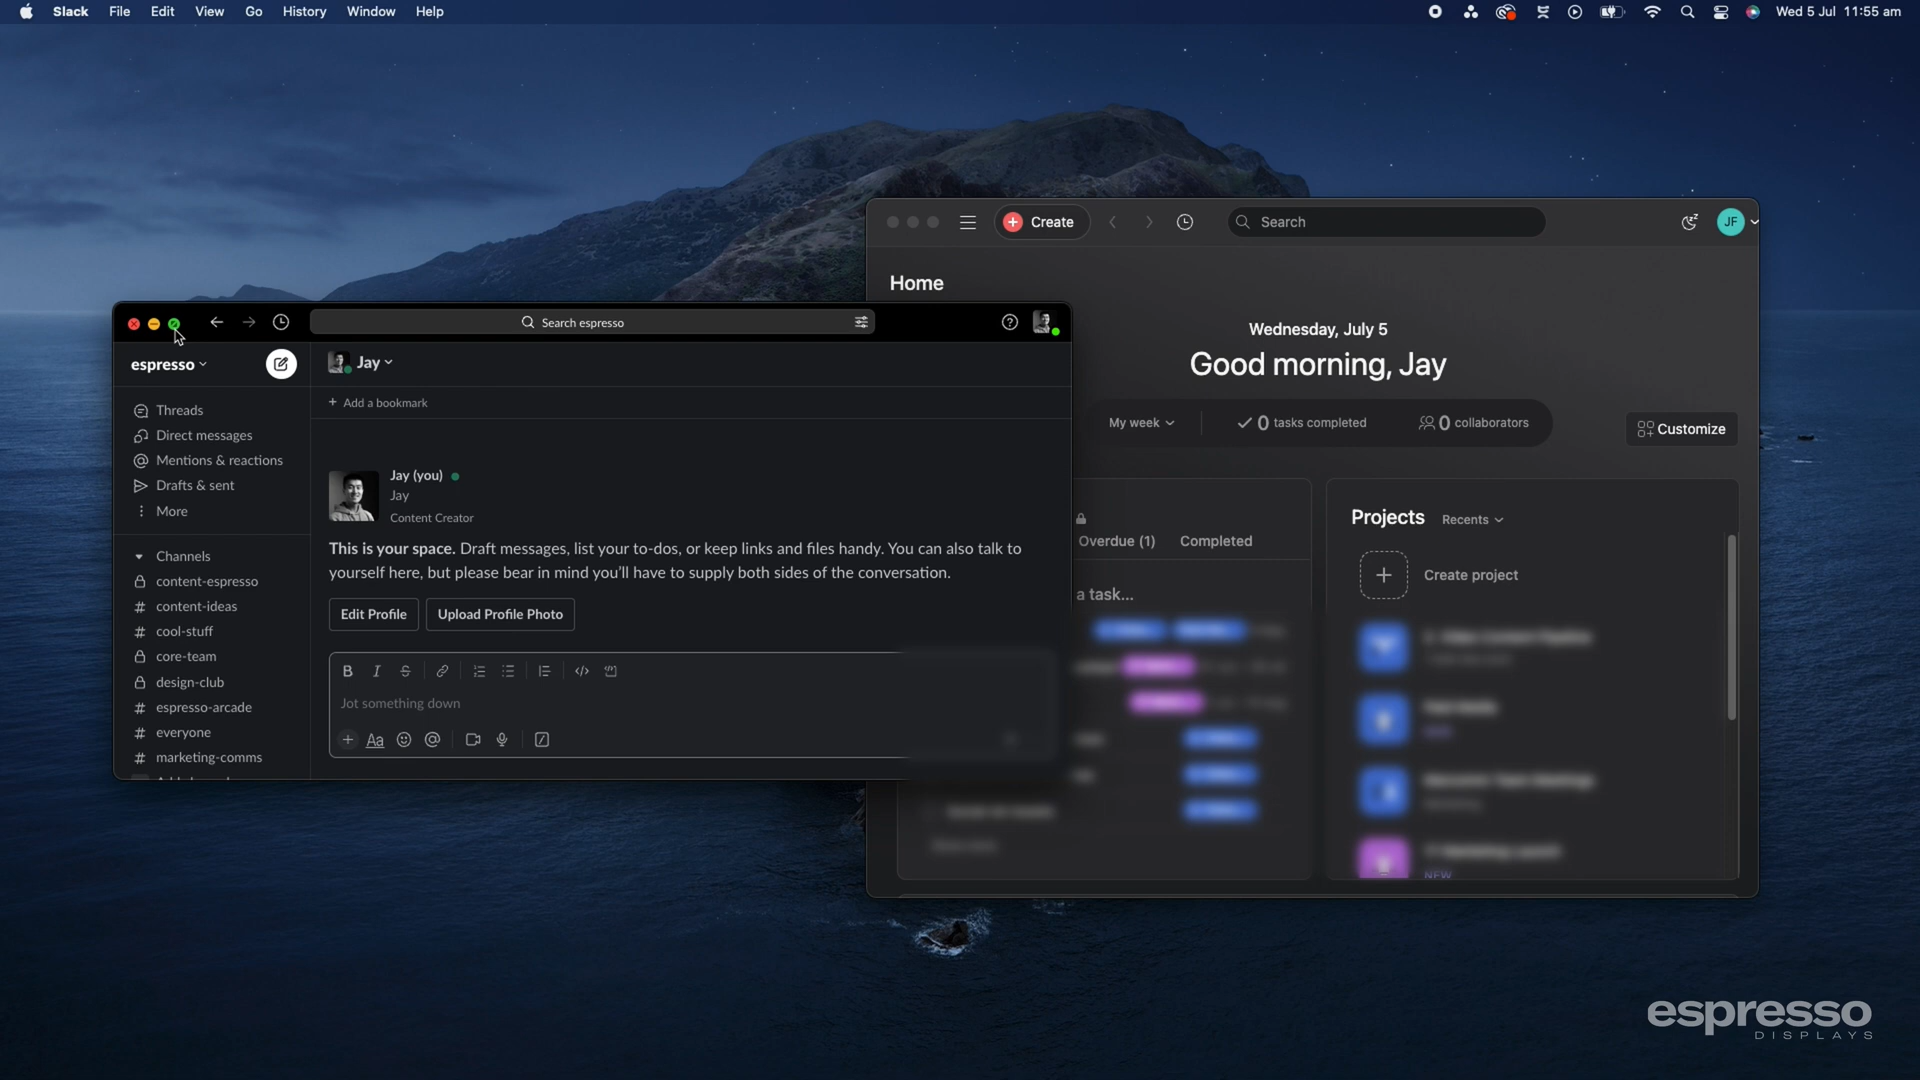 Slack File Edit View Go History Window Help
Wed 5 Jul 11:55 am
Create
Search
JF
Home
Wednesday, July 5
Good morning, Jay
My week
0 tasks completed
0 collaborators
Customize
Overdue (1) Completed
a task...
Projects Recents
Create project
NEW
Search espresso
espresso
Jay
Add a bookmark
Threads
Direct messages
Mentions & reactions
Drafts & sent
More
Channels
content-espresso
# content-ideas
# cool-stuff
core-team
design-club
# espresso-arcade
# everyone
# marketing-comms
Jay (you)
Jay
Content Creator
This is your space. Draft messages, list your to-dos, or keep links and files handy. You can also talk to
yourself here, but please bear in mind you'll have to supply both sides of the conversation.
Edit Profile
Upload Profile Photo
B I S
Jot something down
Aa
espresso
DISPLAYS